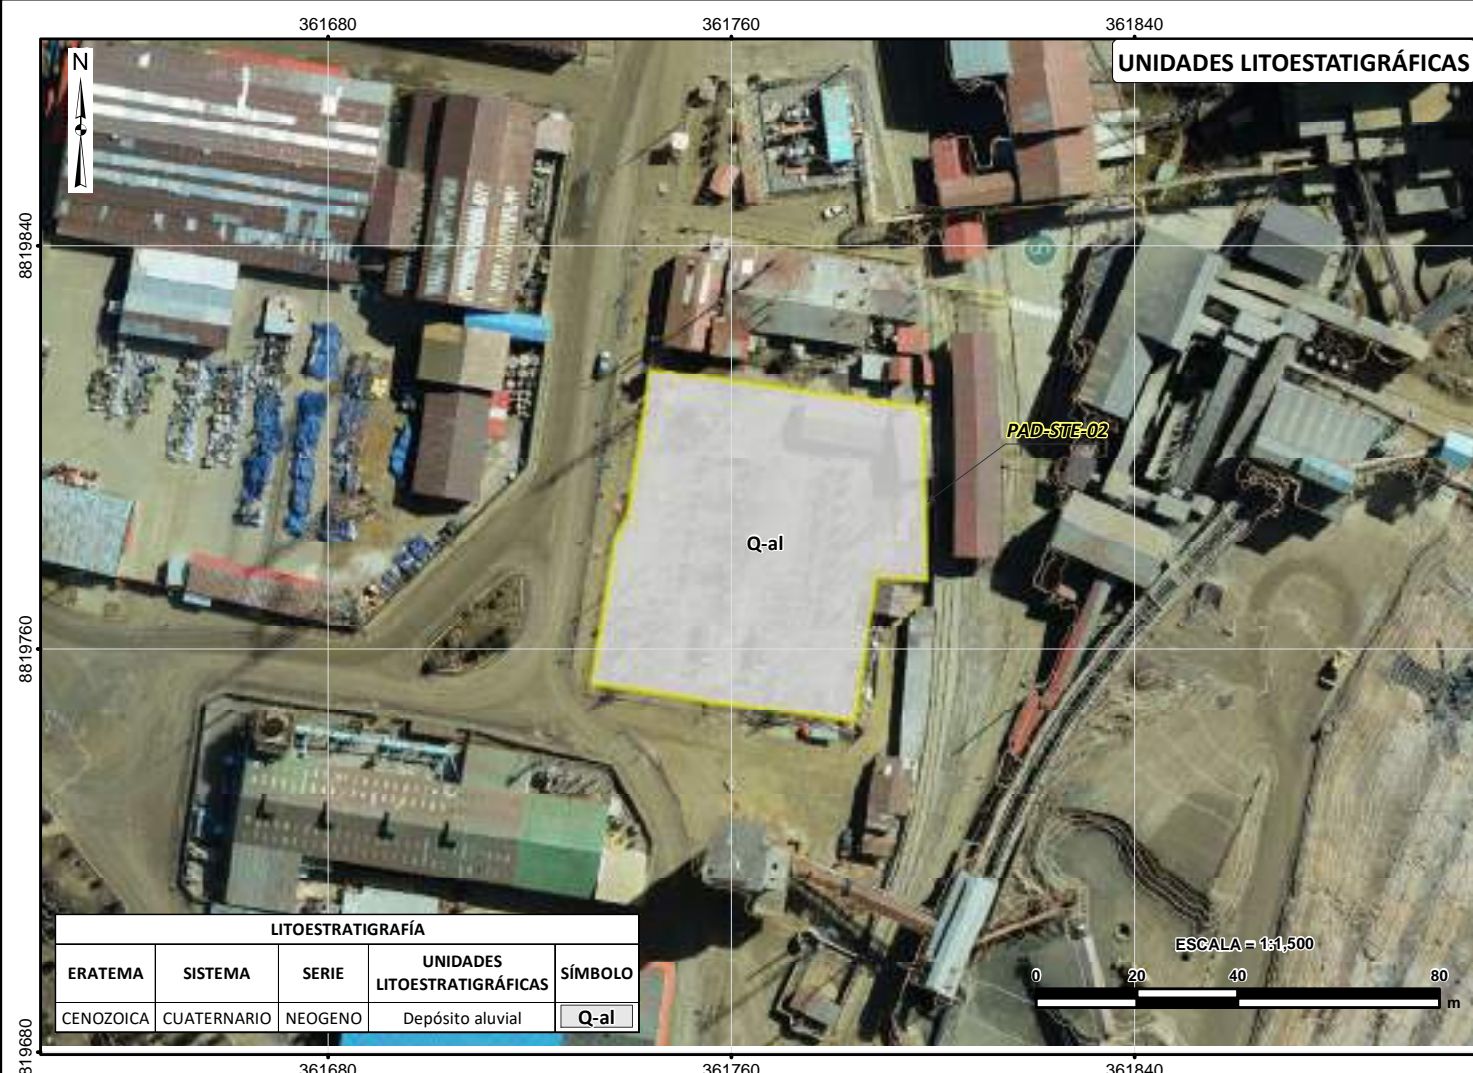 361680
361760
361840
UNIDADES LITOESTATIGRÁFICAS
N
8819840
PAD-STE-02
Q-al
8819760
LITOESTRATIGRAFÍA
ERATEMA
SISTEMA
SERIE
UNIDADES
LITOESTRATIGRÁFICAS
SÍMBOLO
CENOZOICA
CUATERNARIO
NEOGENO
Depósito aluvial
Q-al
ESCALA = 1:1,500
0
20
40
80
m
819680
361680
361760
361840